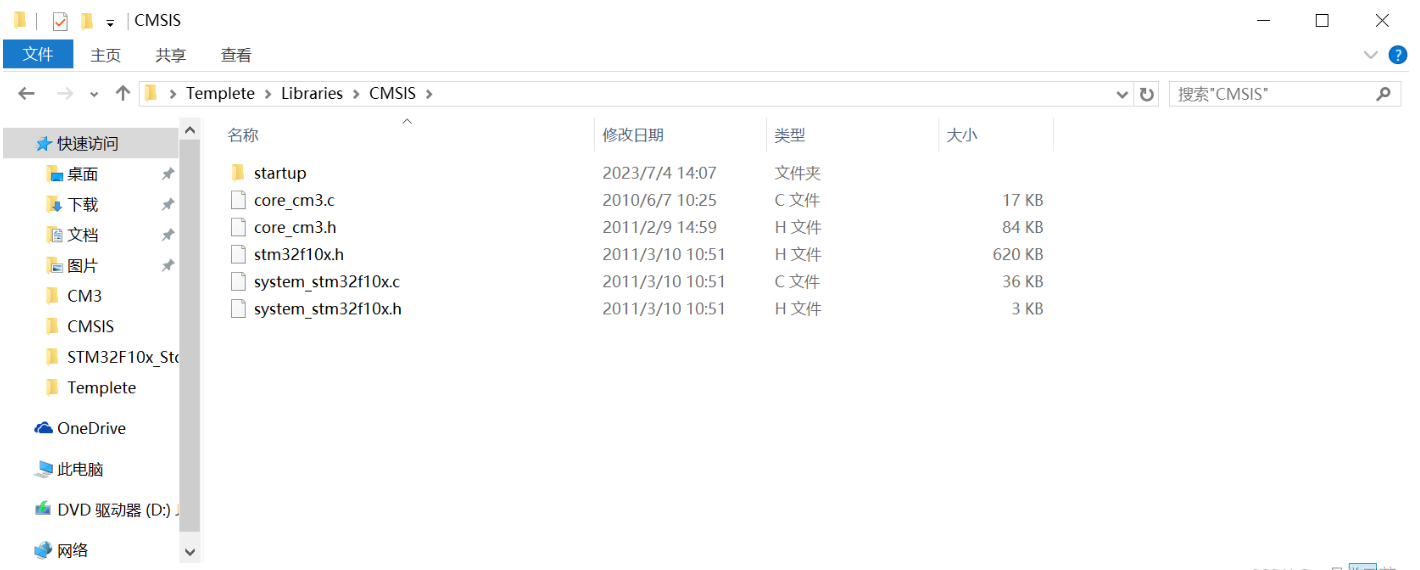 CMSIS
文件 主页 共享 查看
Templete Libraries CMSIS 搜索"CMSIS"
名称 修改日期 类型 大小
快速访问
桌面
下载
文档
图片
CM3
CMSIS
STM32F10x_Std
Templete
OneDrive
此电脑
DVD 驱动器 (D:) J
网络
startup 2023/7/4 14:07 文件夹
core_cm3.c 2010/6/7 10:25 C 文件 17 KB
core_cm3.h 2011/2/9 14:59 H 文件 84 KB
stm32f10x.h 2011/3/10 10:51 H 文件 620 KB
system_stm32f10x.c 2011/3/10 10:51 C 文件 36 KB
system_stm32f10x.h 2011/3/10 10:51 H 文件 3 KB